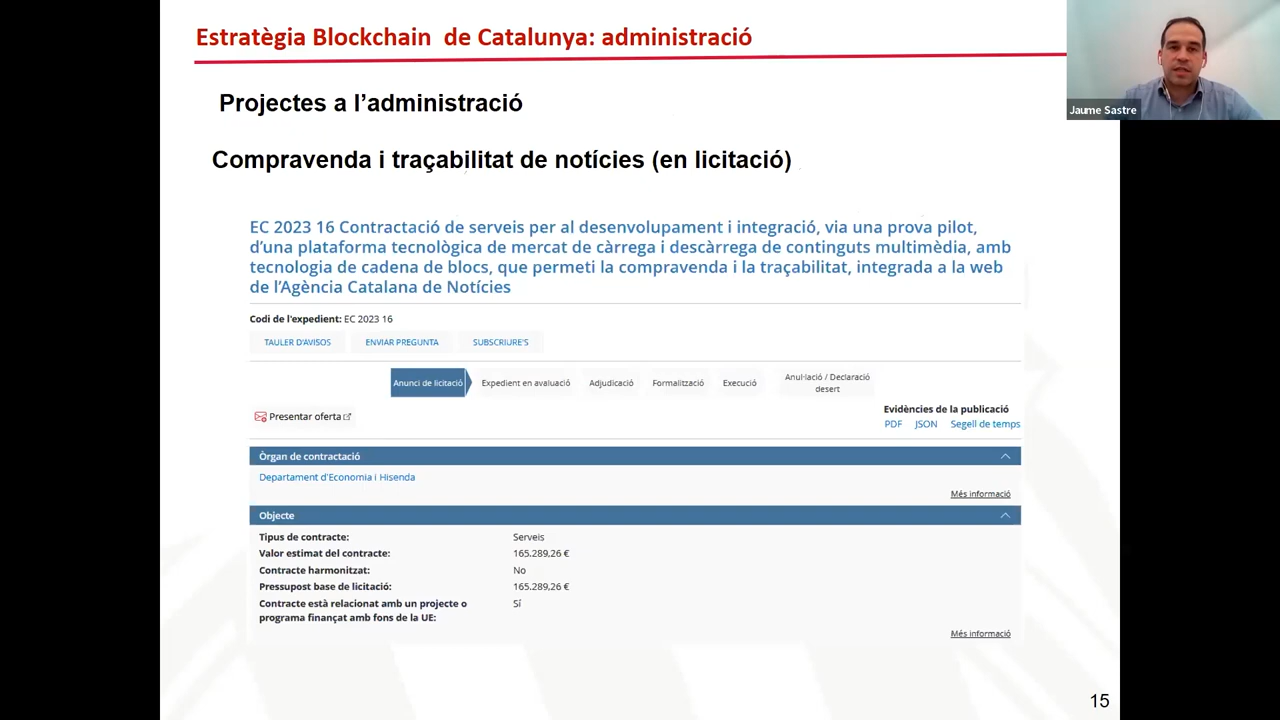 Estratègia Blockchain de Catalunya: administració
Jaume Sastre
Projectes a l’administració
Compravenda i traçabilitat de notícies (en licitació)
EC 2023 16 Contractació de serveis per al desenvolupament i integració, via una prova pilot,
d’una plataforma tecnològica de mercat de càrrega i descàrrega de continguts multimèdia, amb
tecnologia de cadena de blocs, que permeti la compravenda i la traçabilitat, integrada a la web
de l’Agència Catalana de Notícies
Codi de l'expedient: EC 2023 16
TAULER D'AVISOS ENVIAR PREGUNTA SUBSCRIURE'S
Anunci de licitació Expedient en avaluació Adjudicació Formalització Execució Anul·lació / Declaració
desert
Presentar oferta
Evidències de la publicació
PDF JSON Segell de temps
Òrgan de contractació
Departament d'Economia i Hisenda
Més informació
Objecte
Tipus de contracte: Serveis
Valor estimat del contracte: 165.289,26 €
Contracte harmonitzat: No
Pressupost base de licitació: 165.289,26 €
Contracte està relacionat amb un projecte o Sí
programa finançat amb fons de la UE:
Més informació
15